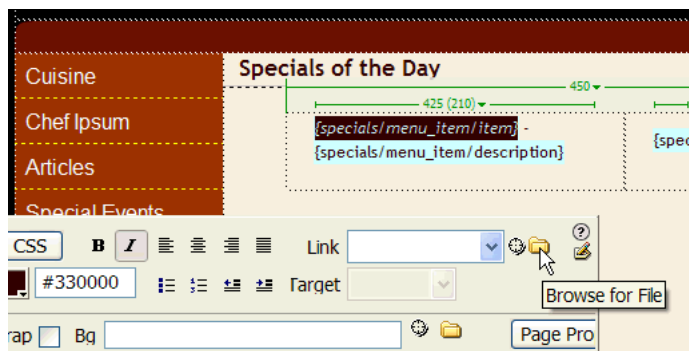 Cuisine
Specials of the Day
450
425 (210)
Chef Ipsum
{specials/menu_item/item} -
{specials/menu_item/description}
{spec
Articles
Special Events
CSS
B
I
Link
#330000
Target
Browse for File
rap
Bg
Page Pro